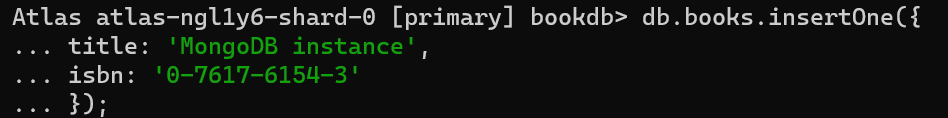 Atlas atlas-ngl1y6-shard-0 [primary] bookdb> db.books.insertOne({
... title: 'MongoDB instance',
... isbn: '0-7617-6154-3'
... });